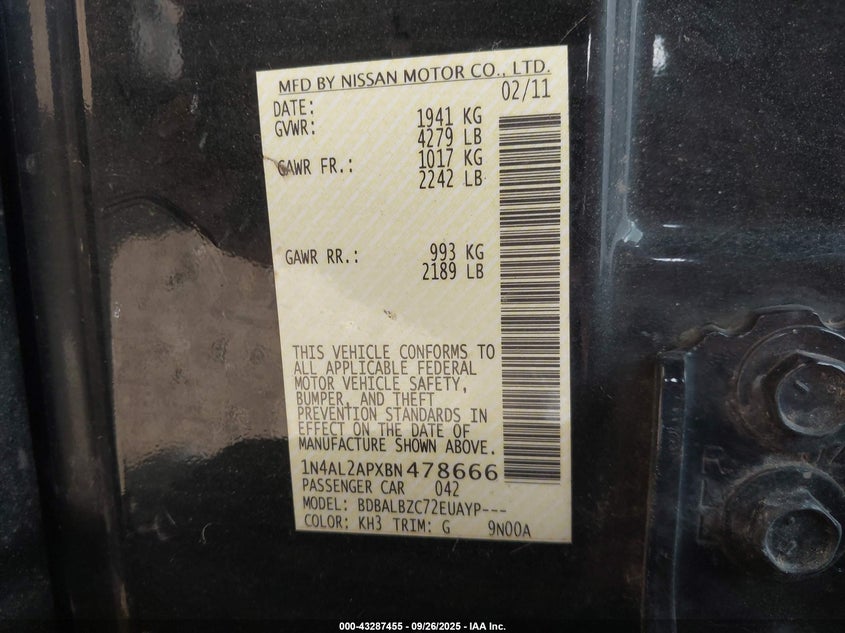 MFD BY NISSAN MOTOR CO., LTD.
DATE: 02/11
GVWR: 1941 KG
4279 LB
GAWR FR.: 1017 KG
2242 LB
GAWR RR.: 993 KG
2189 LB
THIS VEHICLE CONFORMS TO
ALL APPLICABLE FEDERAL
MOTOR VEHICLE SAFETY,
BUMPER, AND THEFT
PREVENTION STANDARDS IN
EFFECT ON THE DATE OF
MANUFACTURE SHOWN ABOVE.
1N4AL2APXBN478666
PASSENGER CAR 042
MODEL: BDBALBZC72EUAYP---
COLOR: KH3 TRIM: G 9N00A
000-43287455 - 09/26/2025 - IAA Inc.